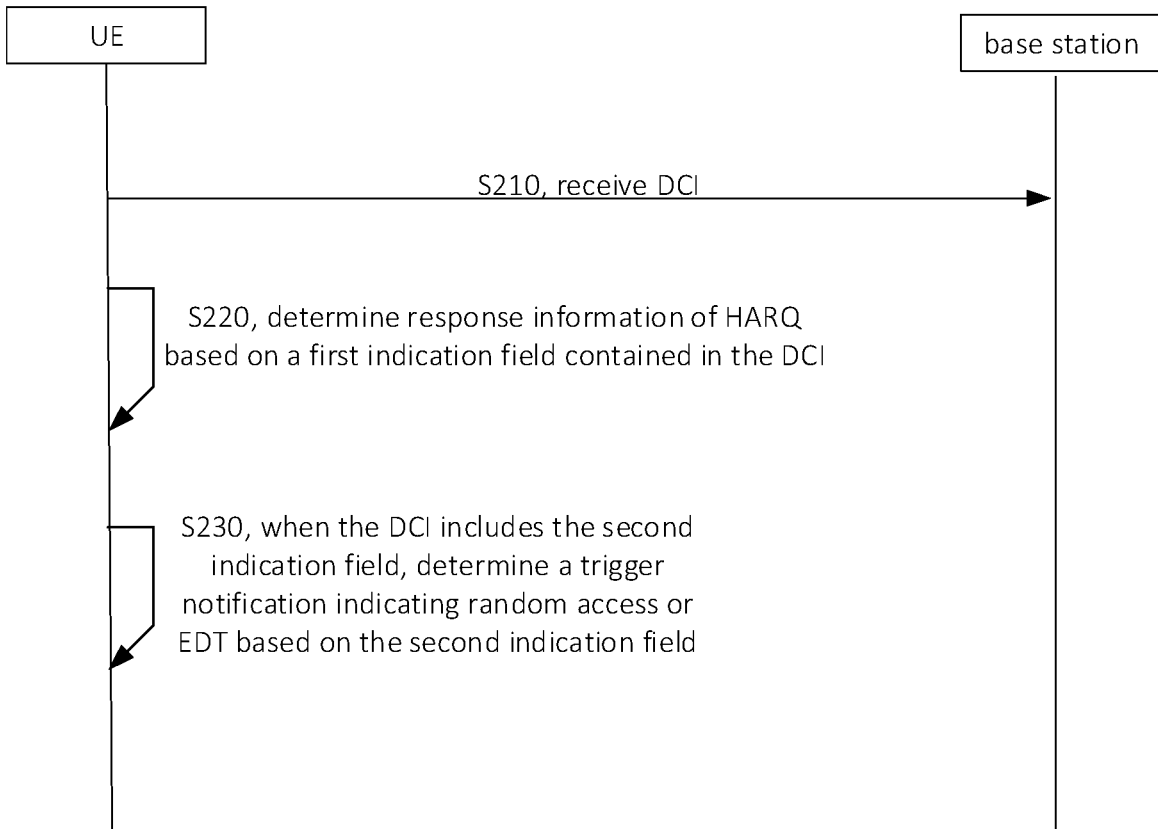 UE
base station
S210, receive DCI
S220, determine response information of HARQ
based on a first indication field contained in the DCI
S230, when the DCI includes the second
indication field, determine a trigger
notification indicating random access or
EDT based on the second indication field